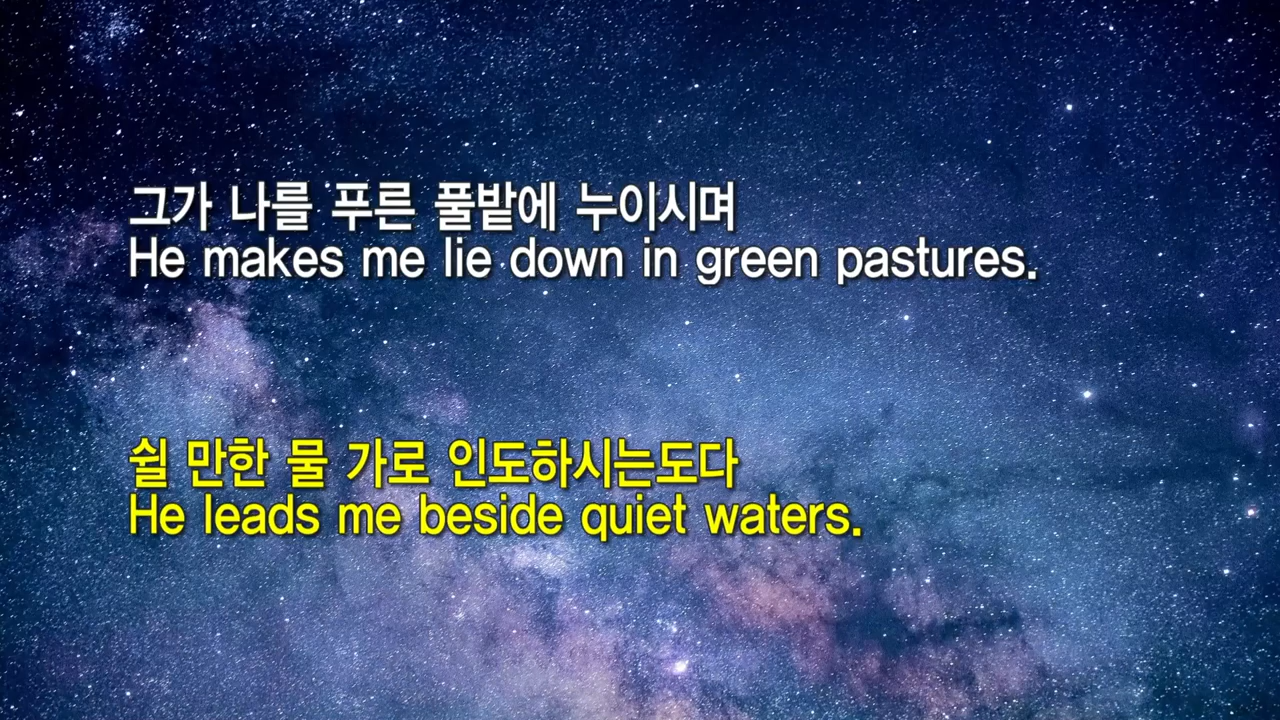 그가 나를 푸른 풀밭에 누이시며
He makes me lie down in green pastures.
쉴 만한 물 가로 인도하시는도다
He leads me beside quiet waters.